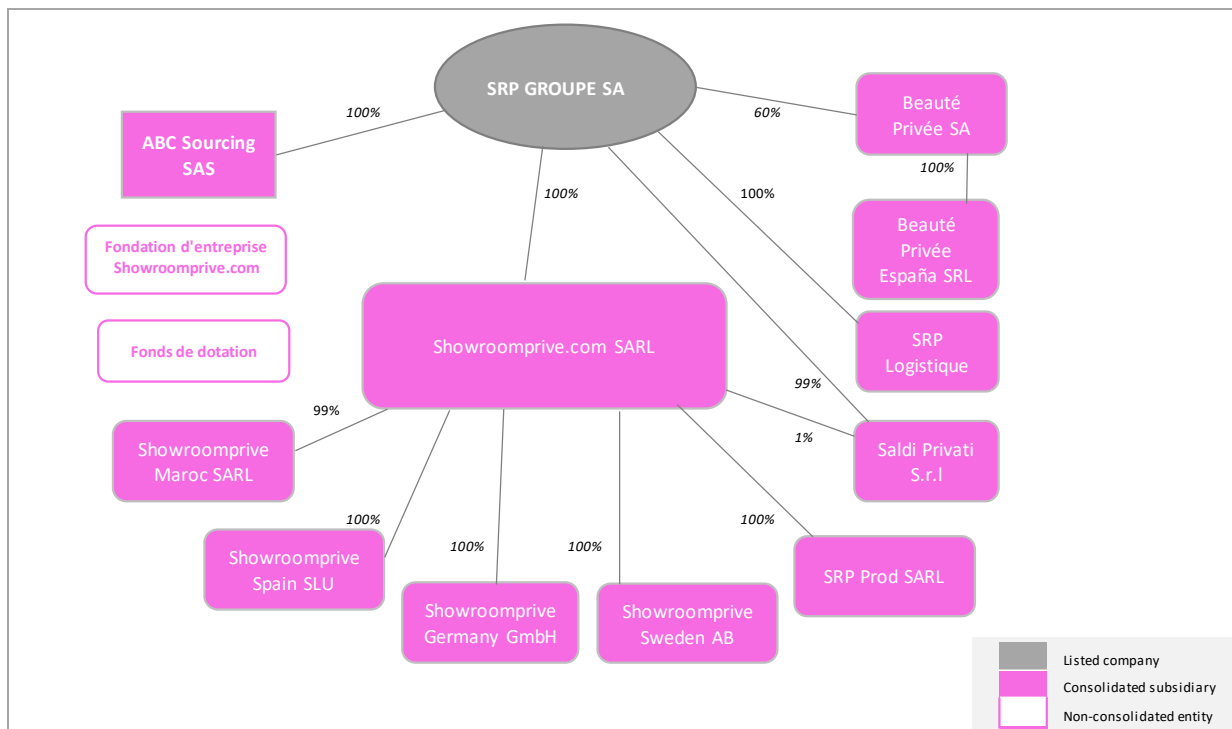 SRP GROUPE SA
100%
ABC Sourcing
SAS
60%
Beauté
Privée SA
100%
Beauté
Privée
España SRL
100%
100%
Fondation d'entreprise
Showroomprive.com
Fonds de dotation
Showroomprive.com SARL
SRP
Logistique
99%
99%
1%
Showroomprive
Maroc SARL
Saldi Privati
S.r.l
100%
100%
100%
100%
Showroomprive
Spain SLU
SRP Prod SARL
Showroomprive
Germany GmbH
Showroomprive
Sweden AB
Listed company
Consolidated subsidiary
Non-consolidated entity